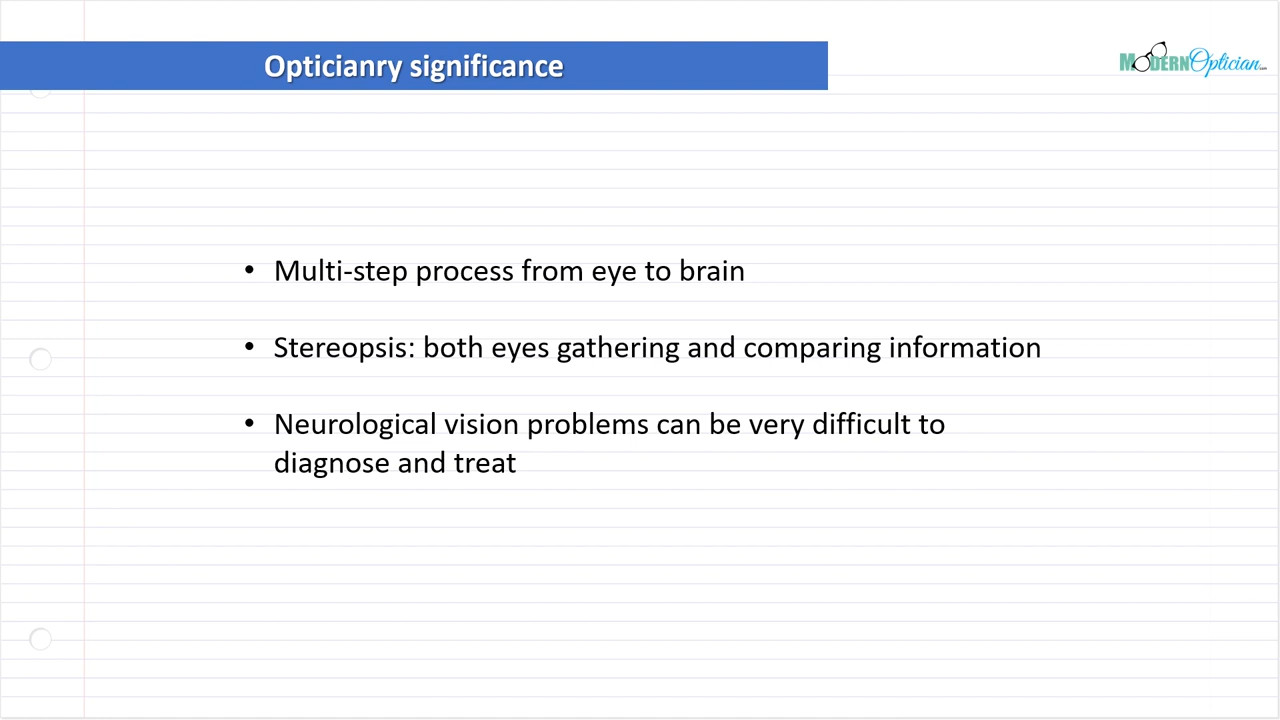 Opticianry significance
MODERNOptician.com
• Multi-step process from eye to brain
• Stereopsis: both eyes gathering and comparing information
• Neurological vision problems can be very difficult to
diagnose and treat